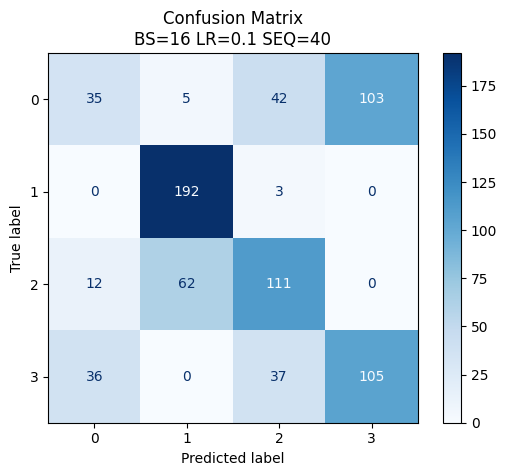 Confusion Matrix
BS=16 LR=0.1 SEQ=40
0 35 5 42 103
1 0 192 3 0
2 12 62 111 0
3 36 0 37 105
0 1 2 3
Predicted label
True label
175
150
125
100
75
50
25
0